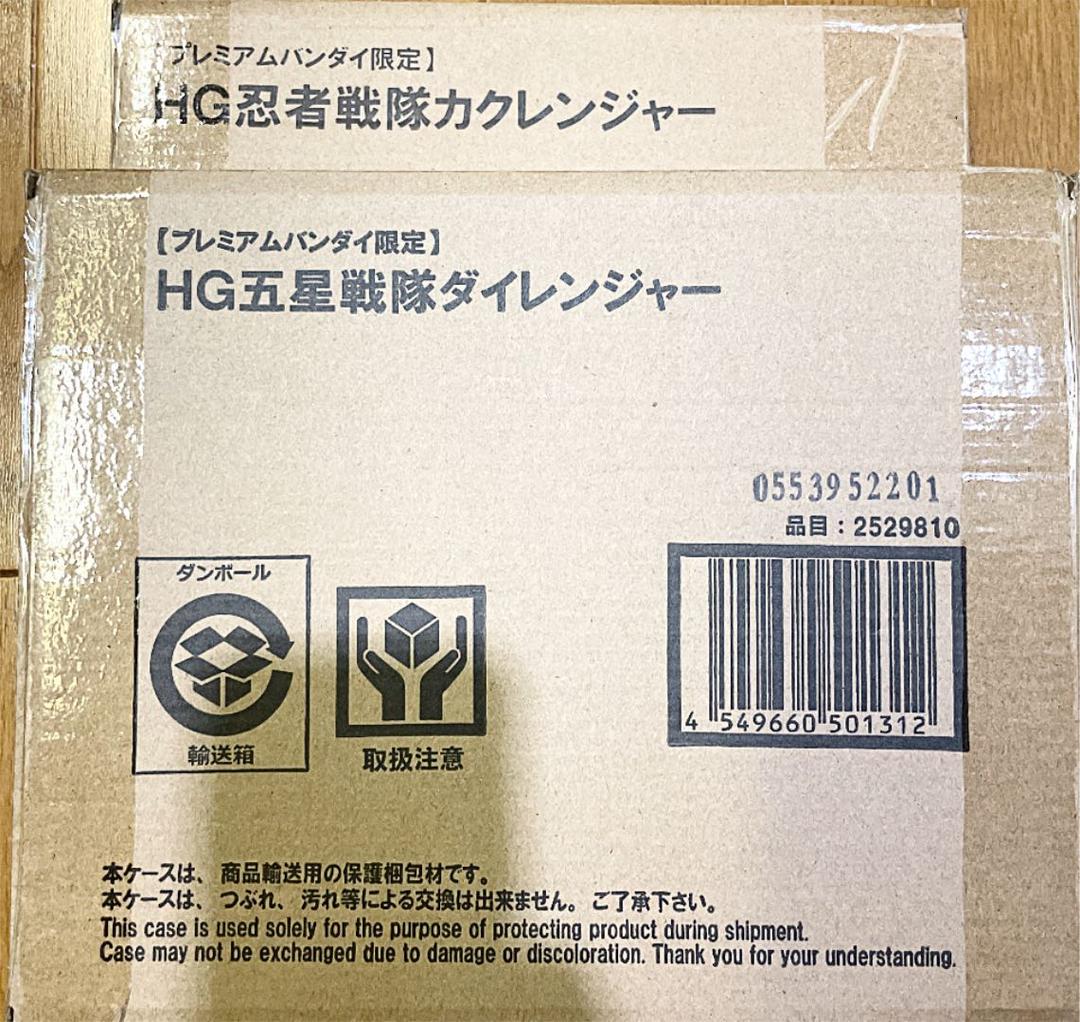 【プレミアムバンダイ限定】
HG忍者戦隊カクレンジャー
【プレミアムバンダイ限定】
HG五星戦隊ダイレンジャー
0553952201
品目：2529810
ダンボール
輸送箱
取扱注意
4 549660 501312
本ケースは、商品輸送用の保護梱包材です。
本ケースは、つぶれ、汚れ等による交換は出来ません。ご了承下さい。
This case is used solely for the purpose of protecting product during shipment.
Case may not be exchanged due to damage or discoloration. Thank you for your understanding.